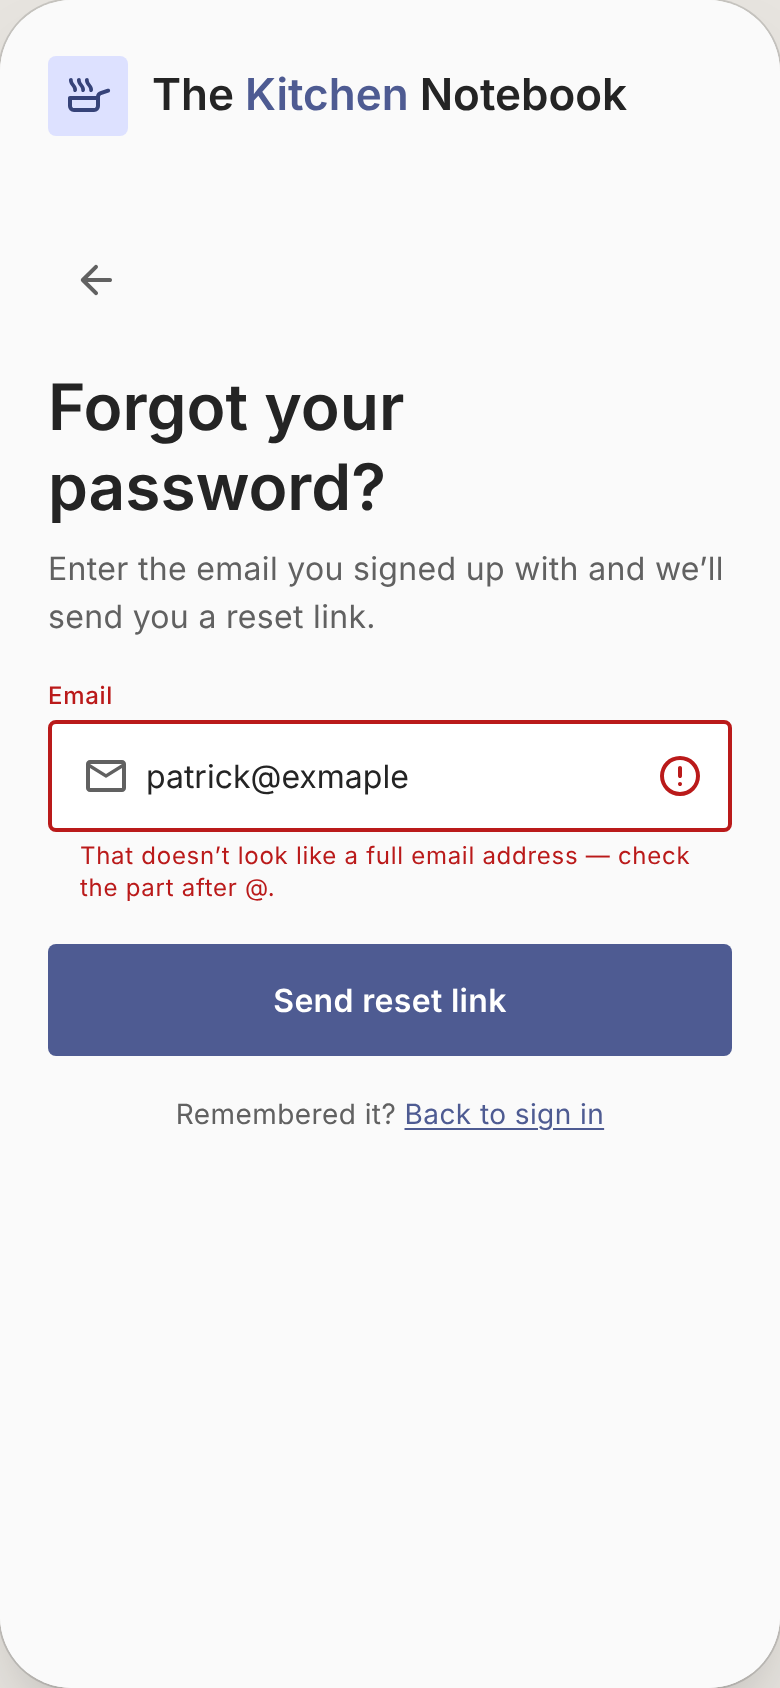 The Kitchen Notebook
Forgot your
password?
Enter the email you signed up with and we’ll
send you a reset link.
Email
patrick@exmaple
That doesn’t look like a full email address — check
the part after @.
Send reset link
Remembered it? Back to sign in